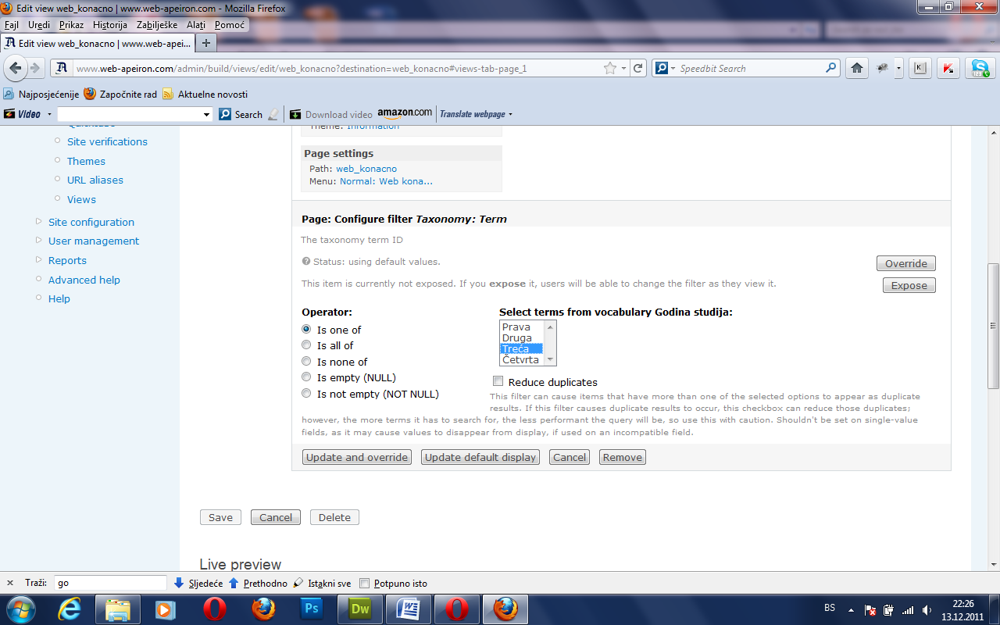 Edit view web_konacno | www.web-apeiron.com - Mozilla Firefox
Fajl Uredi Prikaz Historija Zabilješke Alati Pomoć
Edit view web_konacno | www.web-apei... +
www.web-apeiron.com/admin/build/views/edit/web_konacno?destination=web_konacno#views-tab-page_1 Speedbit Search
Najposjećenije Započnite rad Aktuelne novosti
Video Search Download video amazon.com Translate webpage
Theme: Information
Site verifications
Themes
URL aliases
Views
Site configuration
User management
Reports
Advanced help
Help
Page settings
Path: web_konacno
Menu: Normal: Web kona...
Page: Configure filter Taxonomy: Term
The taxonomy term ID
Status: using default values.
Override
This item is currently not exposed. If you expose it, users will be able to change the filter as they view it.
Expose
Operator:
Is one of
Is all of
Is none of
Is empty (NULL)
Is not empty (NOT NULL)
Select terms from vocabulary Godina studija:
Prava
Druga
Treća
Četvrta
Reduce duplicates
This filter can cause items that have more than one of the selected options to appear as duplicate
results. If this filter causes duplicate results to occur, this checkbox can reduce those duplicates;
however, the more terms it has to search for, the less performant the query will be, so use this with caution. Shouldn't be set on single-value
fields, as it may cause values to disappear from display, if used on an incompatible field.
Update and override Update default display Cancel Remove
Save Cancel Delete
Live preview
Traži: go Sljedeće Prethodno Istakni sve Potpuno isto
Ps Dw W BS 22:26
13.12.2011